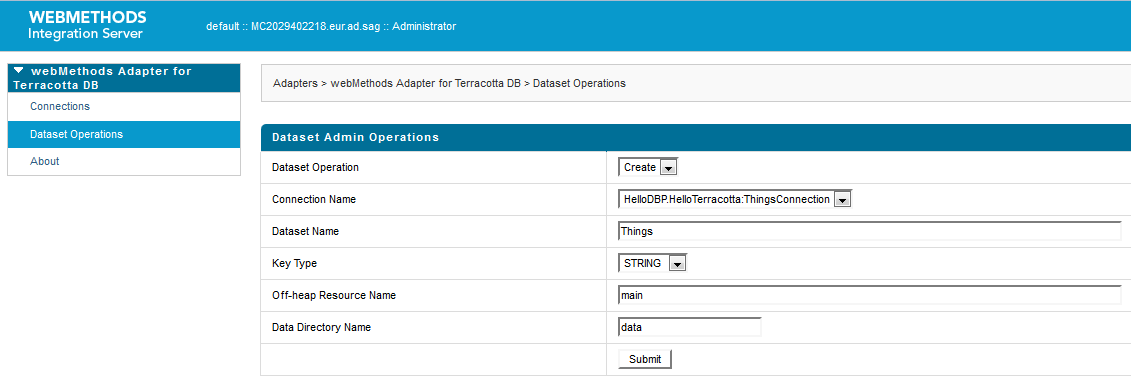 WEBMETHODS
Integration Server
default :: MC2029402218.eur.ad.sag :: Administrator
webMethods Adapter for
Terracotta DB
Connections
Dataset Operations
About
Adapters > webMethods Adapter for Terracotta DB > Dataset Operations
Dataset Admin Operations
Dataset Operation Create
Connection Name HelloDBP.HelloTerracotta:ThingsConnection
Dataset Name Things
Key Type STRING
Off-heap Resource Name main
Data Directory Name data
Submit